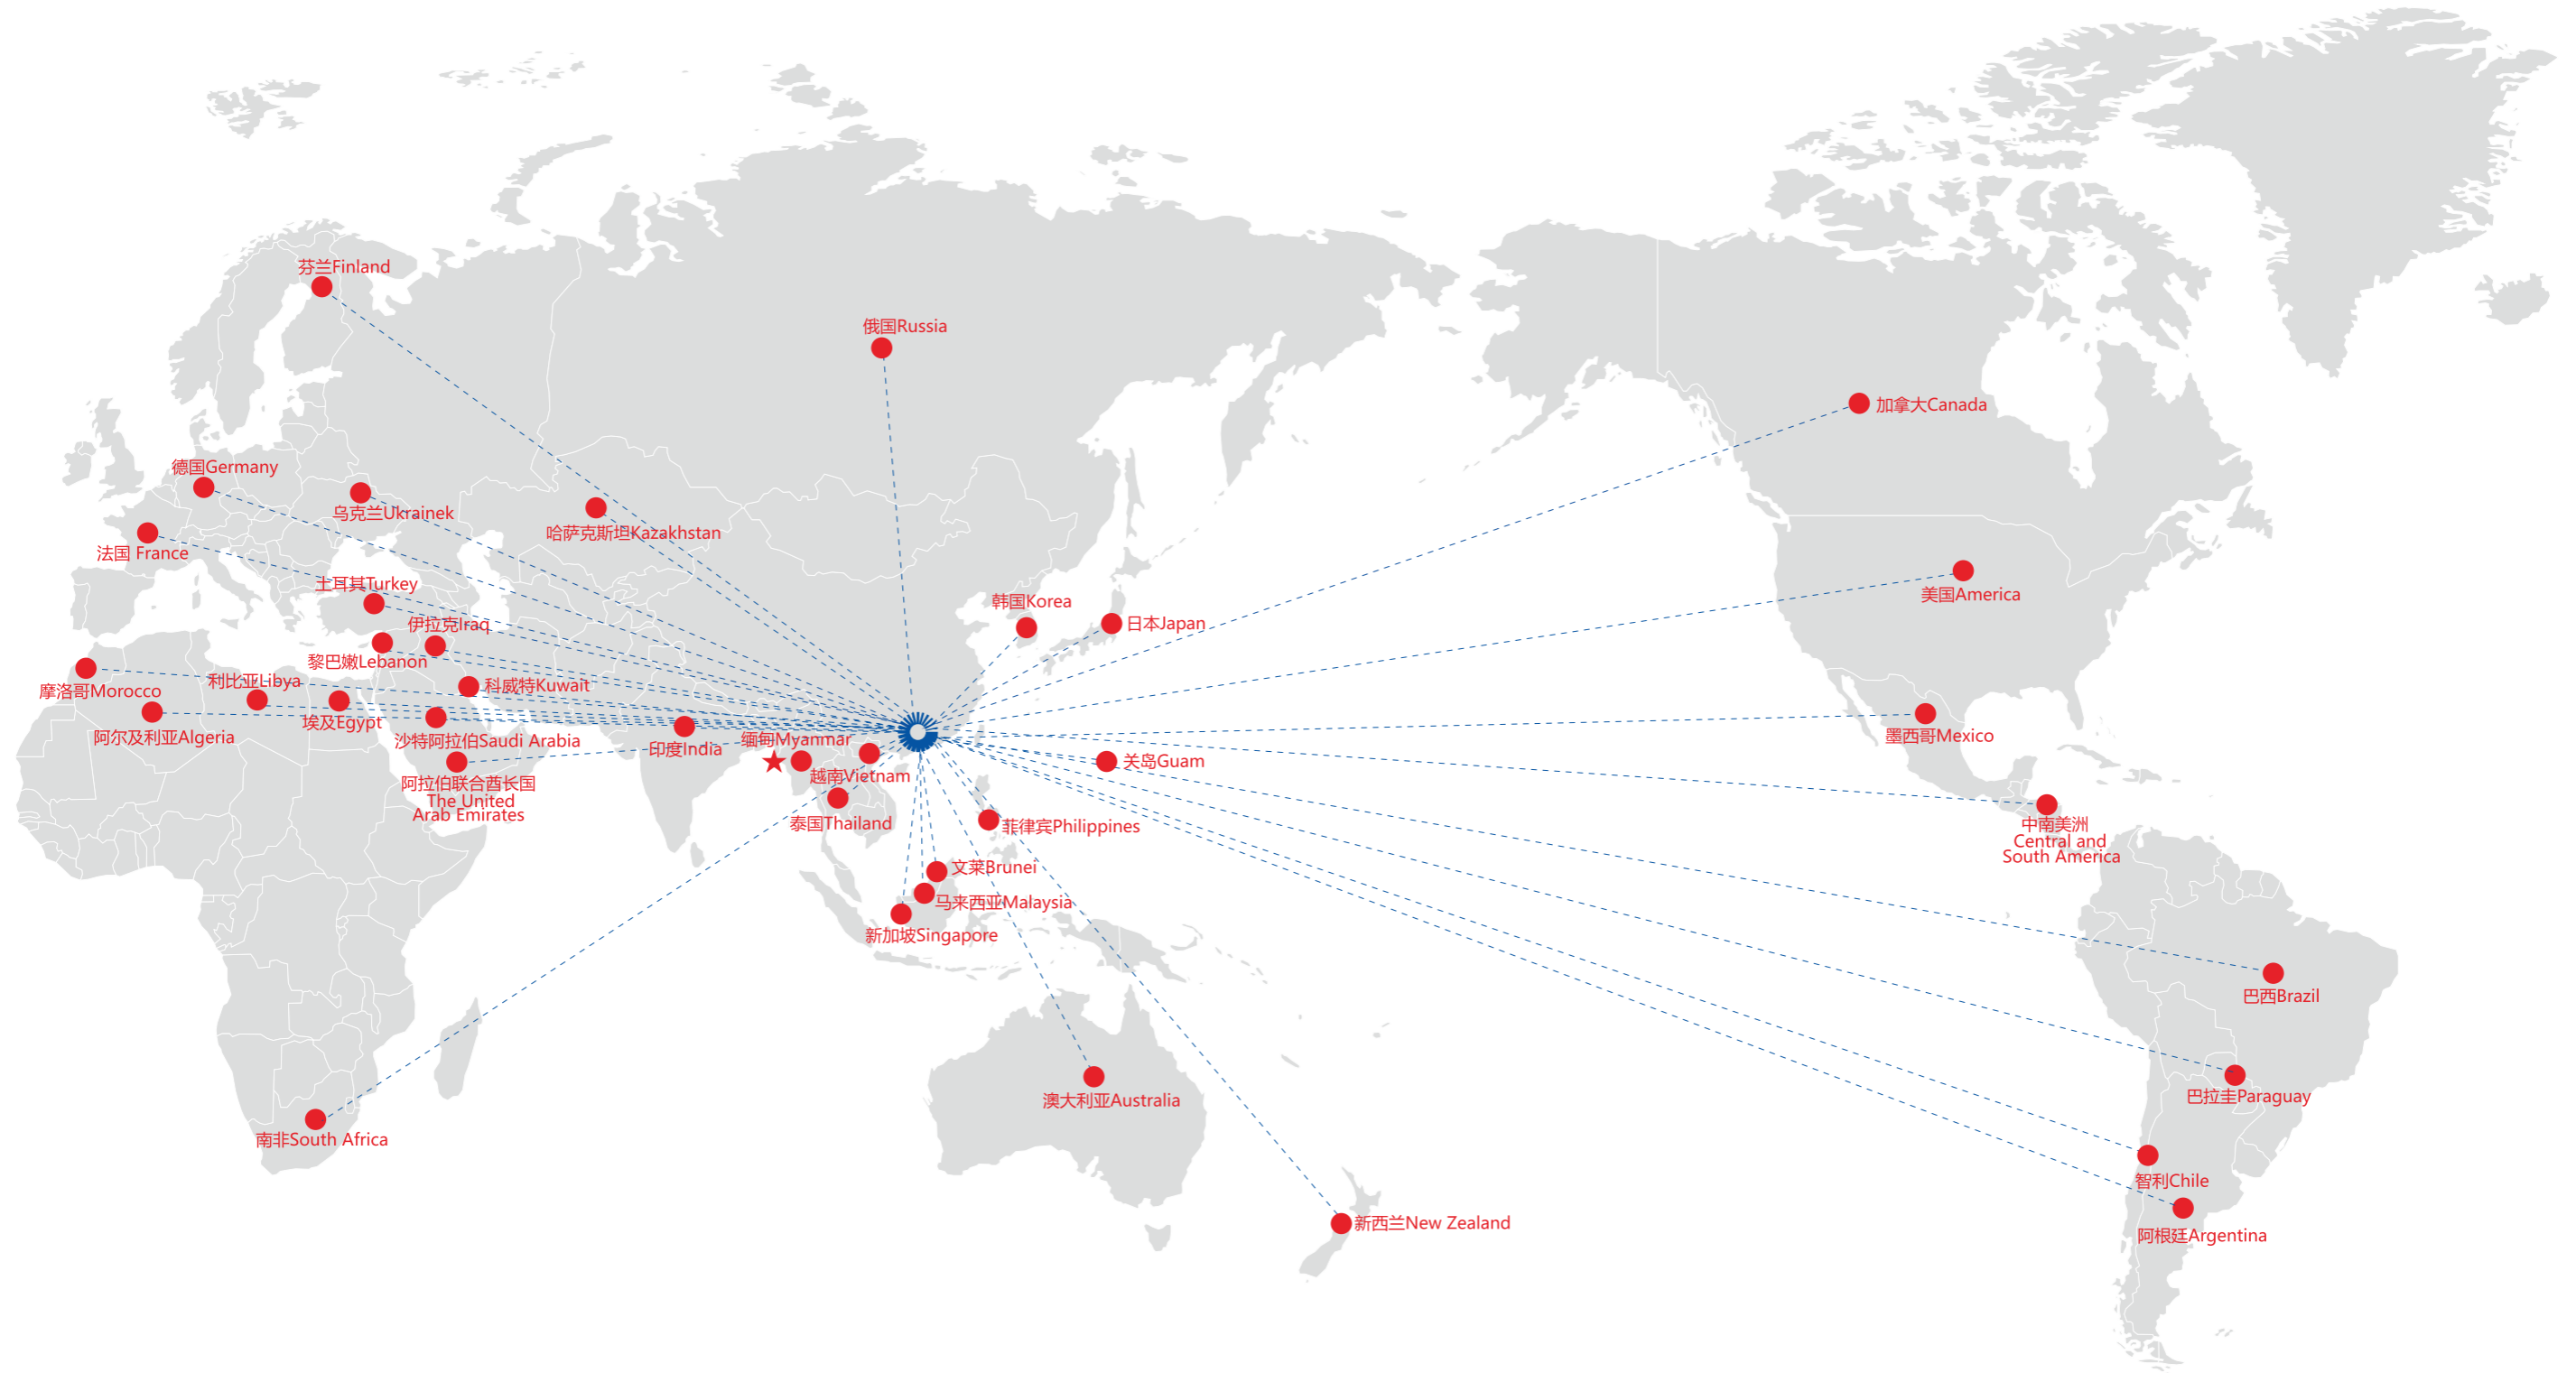 芬兰Finland
俄国Russia
加拿大Canada
德国Germany
乌克兰Ukrainek
哈萨克斯坦Kazakhstan
法国 France
土耳其Turkey
美国America
韩国Korea
日本Japan
伊拉克Iraq
黎巴嫩Lebanon
利比亚Libya
科威特Kuwait
摩洛哥Morocco
埃及Egypt
阿尔及利亚Algeria
沙特阿拉伯Saudi Arabia
印度India
缅甸Myanmar
墨西哥Mexico
关岛Guam
越南Vietnam
阿拉伯联合酋长国
The United
Arab Emirates
泰国Thailand
菲律宾Philippines
中南美洲
Central and
South America
文莱Brunei
马来西亚Malaysia
新加坡Singapore
巴西Brazil
澳大利亚Australia
巴拉圭Paraguay
南非South Africa
智利Chile
新西兰New Zealand
阿根廷Argentina